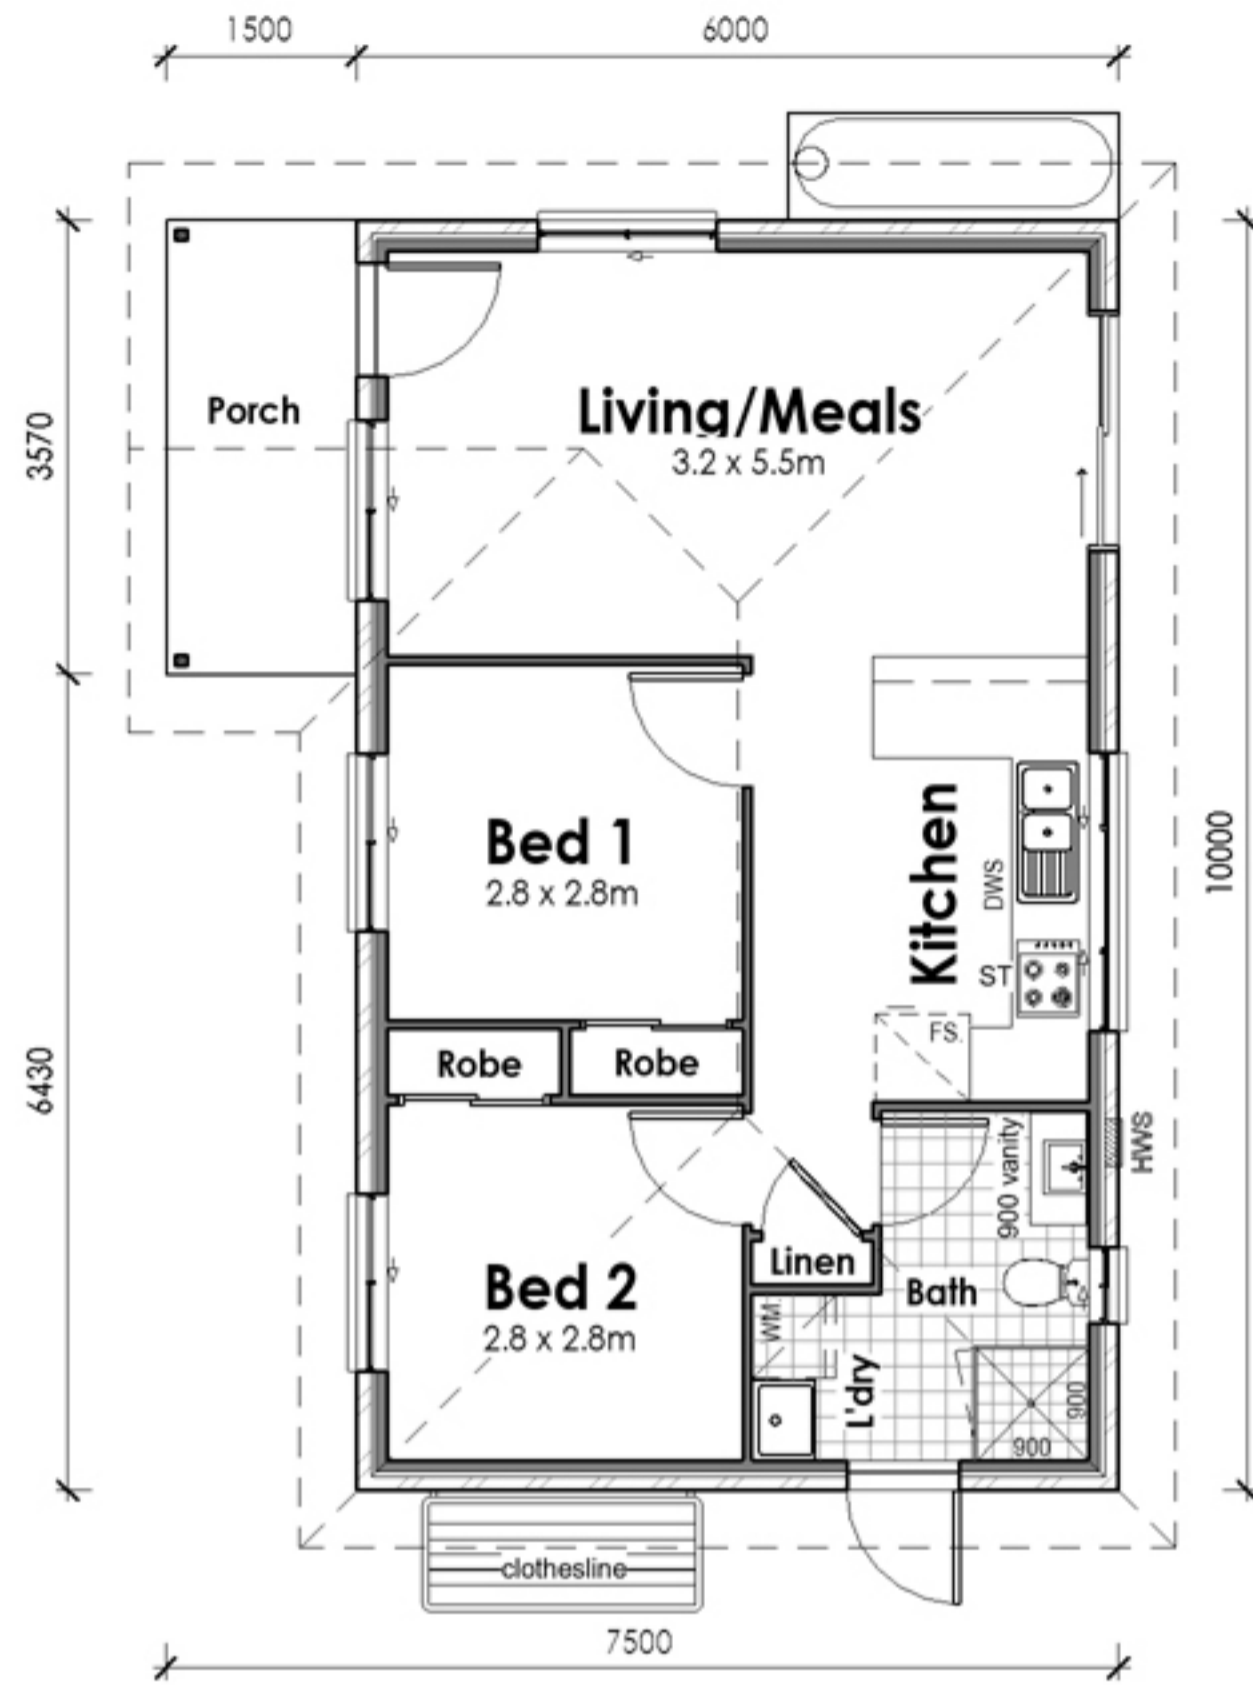 1500
6000
Porch
Living/Meals
3.2 x 5.5m
3570
Bed 1
2.8 x 2.8m
Kitchen
DWS
ST
FS.
10000
Robe
Robe
6430
900 vanity
HWS
Linen
Bath
Bed 2
2.8 x 2.8m
WM.
L'dry
900
900
clothesline
7500